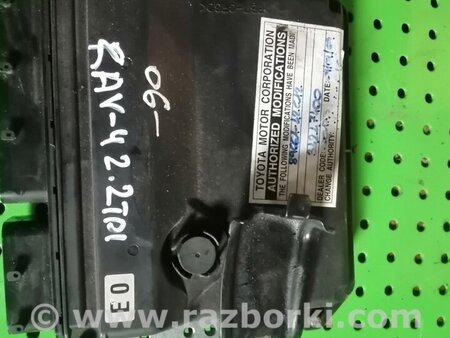 TOYOTA MOTOR CORPORATION
AUTHORIZED MODIFICATIONS
THE FOLLOWING MODIFICATIONS HAVE BEEN MADE
DEALER CODE
DATE
CHANGE AUTHORITY
06-
RAV-4 2.2TDI
E0
www.razborki.com